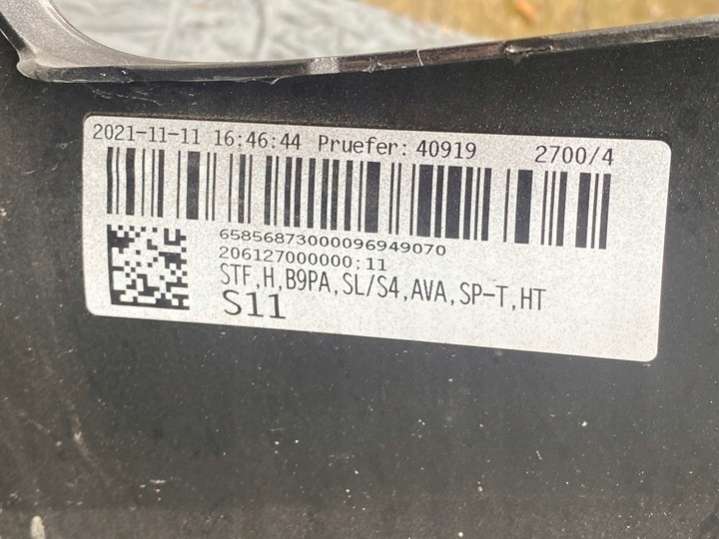 2021-11-11 16:46:44 Pruefer: 40919 2700/4
65856873000096949070
206127000000;11
STF,H,B9PA,SL/S4,AVA,SP-T,HT
S11